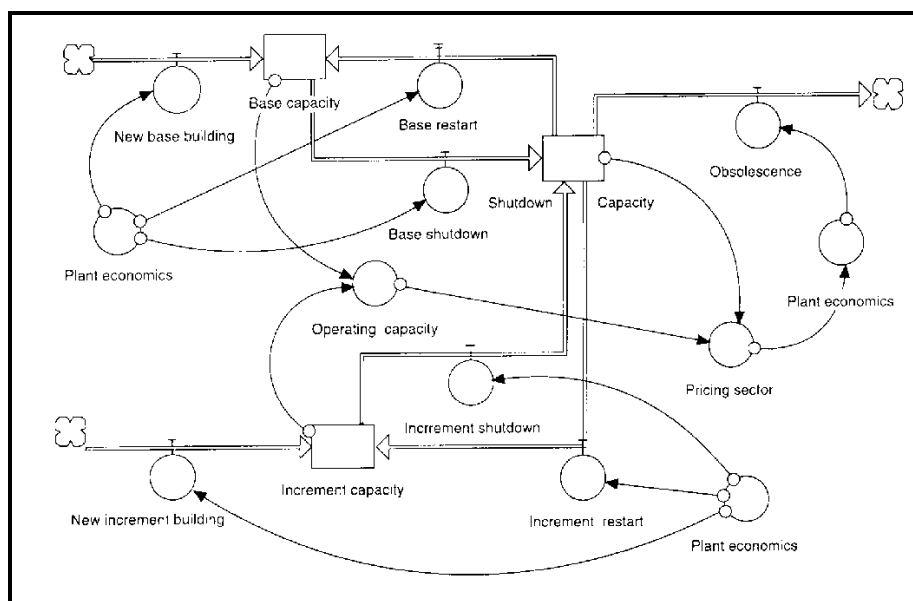 Base capacity
New base building
Base restart
Obsolescence
Shutdown Capacity
Base shutdown
Plant economics
Plant economics
Operating capacity
Pricing sector
Increment shutdown
Increment capacity
New increment building
Increment restart
Plant economics